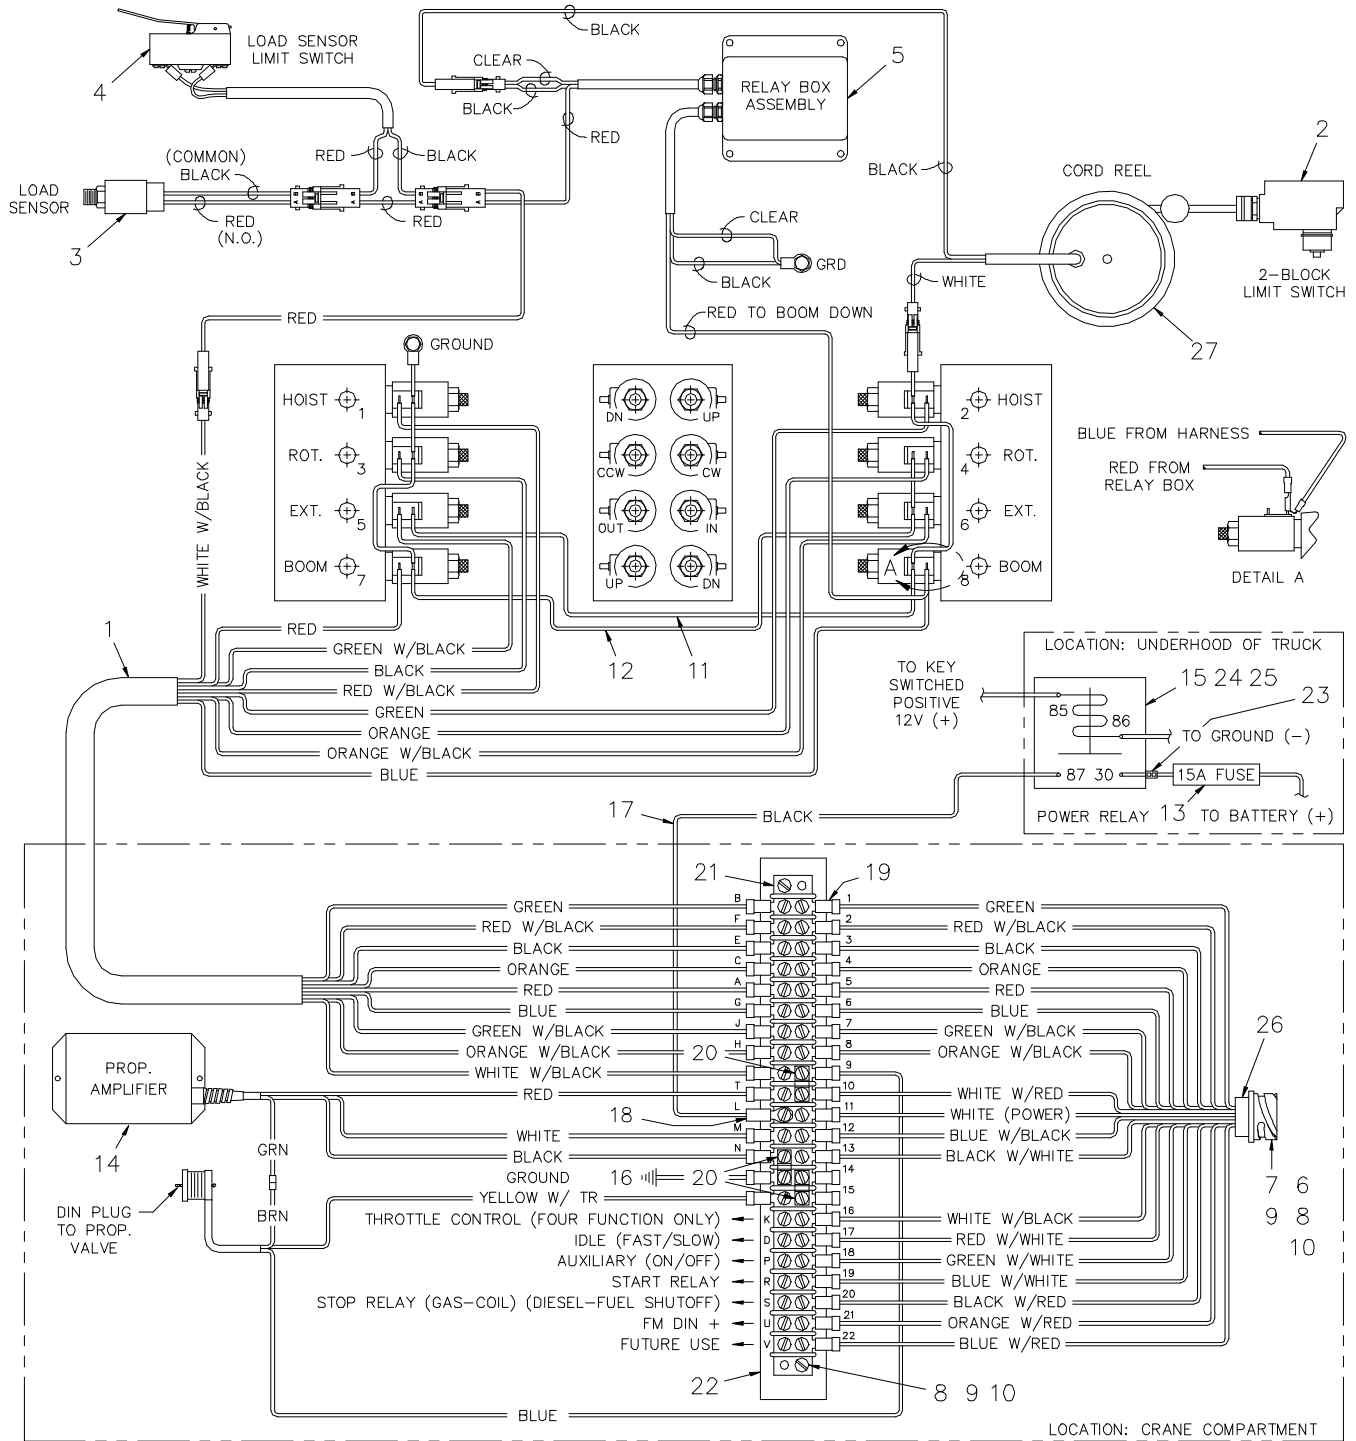 BLACK
LOAD SENSOR
LIMIT SWITCH
4
CLEAR
BLACK
5
RELAY BOX
ASSEMBLY
RED
2
(COMMON)
BLACK
RED
BLACK
BLACK
CORD REEL
LOAD
SENSOR
A B
A B
A B
A B
RED
(N.O.)
RED
3
CLEAR
GRD
BLACK
WHITE
2-BLOCK
LIMIT SWITCH
RED
RED TO BOOM DOWN
27
GROUND
HOIST
1
DN
UP
2
HOIST
ROT.
3
CCW
CW
4
ROT.
EXT.
5
OUT
IN
6
EXT.
BOOM
7
UP
DN
A
8
BOOM
BLUE FROM HARNESS
RED FROM
RELAY BOX
DETAIL A
WHITE W/BLACK
1
RED
GREEN W/BLACK
BLACK
RED W/BLACK
GREEN
ORANGE
ORANGE W/BLACK
BLUE
12
11
LOCATION: UNDERHOOD OF TRUCK
TO KEY
SWITCHED
POSITIVE
12V (+)
85
86
15 24 25
23
TO GROUND (-)
87 30
15A FUSE
POWER RELAY
13
TO BATTERY (+)
17
BLACK
21
19
B
GREEN
1
GREEN
F
RED W/BLACK
2
RED W/BLACK
E
BLACK
3
BLACK
C
ORANGE
4
ORANGE
A
RED
5
RED
G
BLUE
6
BLUE
J
GREEN W/BLACK
7
GREEN W/BLACK
H
ORANGE W/BLACK
8
ORANGE W/BLACK
26
PROP.
AMPLIFIER
WHITE W/BLACK
20
9
T
RED
10
WHITE W/RED
18
L
11
WHITE (POWER)
M
WHITE
12
BLUE W/BLACK
N
BLACK
13
BLACK W/WHITE
14
GRN
GROUND
16
20
14
7 6
9 8
10
DIN PLUG
TO PROP.
VALVE
BRN
YELLOW W/ TR
15
THROTTLE CONTROL (FOUR FUNCTION ONLY)
K
16
WHITE W/BLACK
IDLE (FAST/SLOW)
D
17
RED W/WHITE
AUXILIARY (ON/OFF)
P
18
GREEN W/WHITE
START RELAY
R
19
BLUE W/WHITE
STOP RELAY (GAS-COIL) (DIESEL-FUEL SHUTOFF)
S
20
BLACK W/RED
FM DIN +
U
21
ORANGE W/RED
FUTURE USE
V
22
BLUE W/RED
22
8 9 10
BLUE
LOCATION: CRANE COMPARTMENT